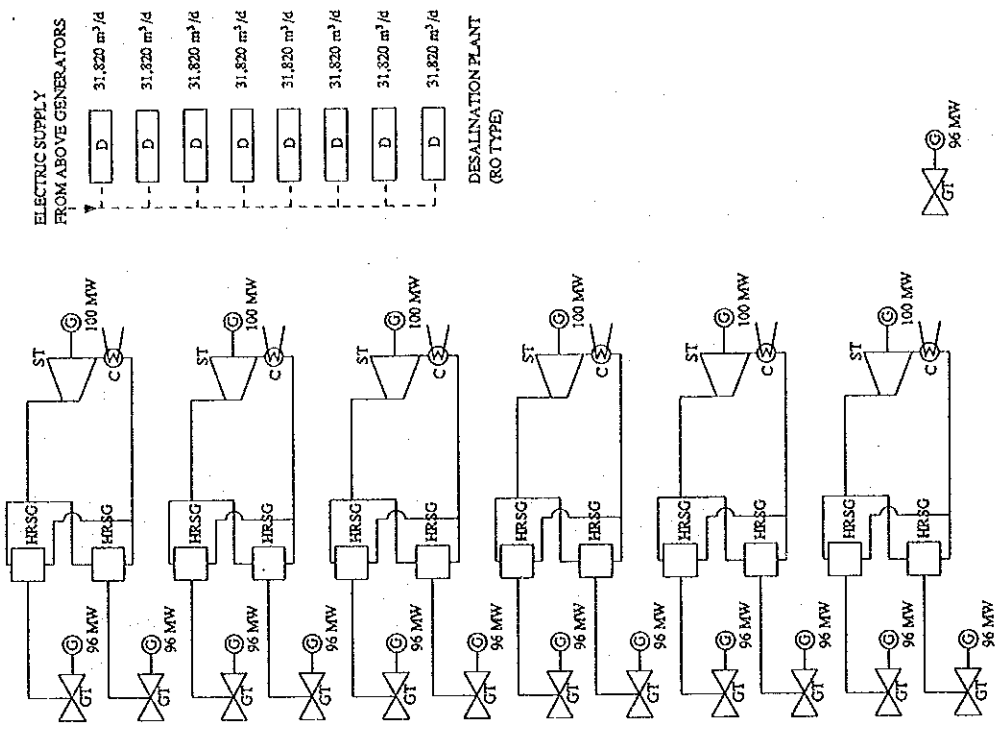 GT
G
96 MW
GT
G
96 MW
HRSG
HRSG
C
ST
G
100 MW
GT
G
96 MW
GT
G
96 MW
HRSG
HRSG
C
ST
G
100 MW
GT
G
96 MW
GT
G
96 MW
HRSG
HRSG
C
ST
G
100 MW
GT
G
96 MW
GT
G
96 MW
HRSG
HRSG
C
ST
G
100 MW
GT
G
96 MW
GT
G
96 MW
HRSG
HRSG
C
ST
G
100 MW
GT
G
96 MW
GT
G
96 MW
HRSG
HRSG
C
ST
G
100 MW
GT
G
96 MW
ELECTRIC SUPPLY
FROM ABOVE GENERATORS
D 31,820 m³/d
D 31,820 m³/d
D 31,820 m³/d
D 31,820 m³/d
D 31,820 m³/d
D 31,820 m³/d
D 31,820 m³/d
D 31,820 m³/d
DESALINATION PLANT
(RO TYPE)